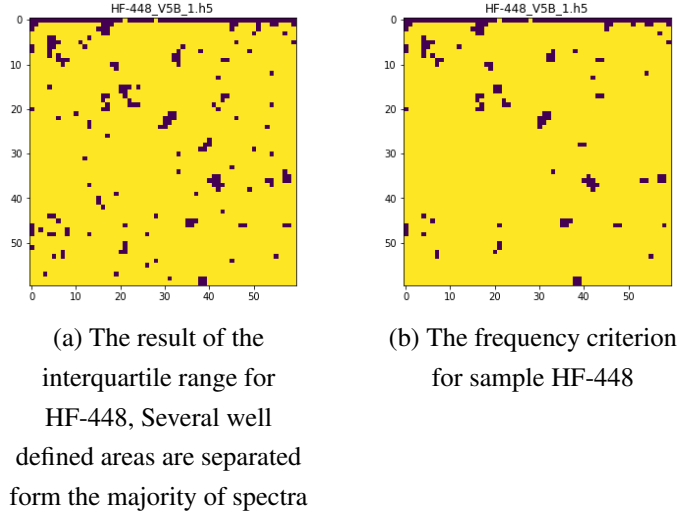 HF-448_V5B_1.h5
0
10
20
30
40
50
0 10 20 30 40 50
HF-448_V5B_1.h5
0
10
20
30
40
50
0 10 20 30 40 50
(a) The result of the
interquartile range for
HF-448, Several well
defined areas are separated
form the majority of spectra
(b) The frequency criterion
for sample HF-448